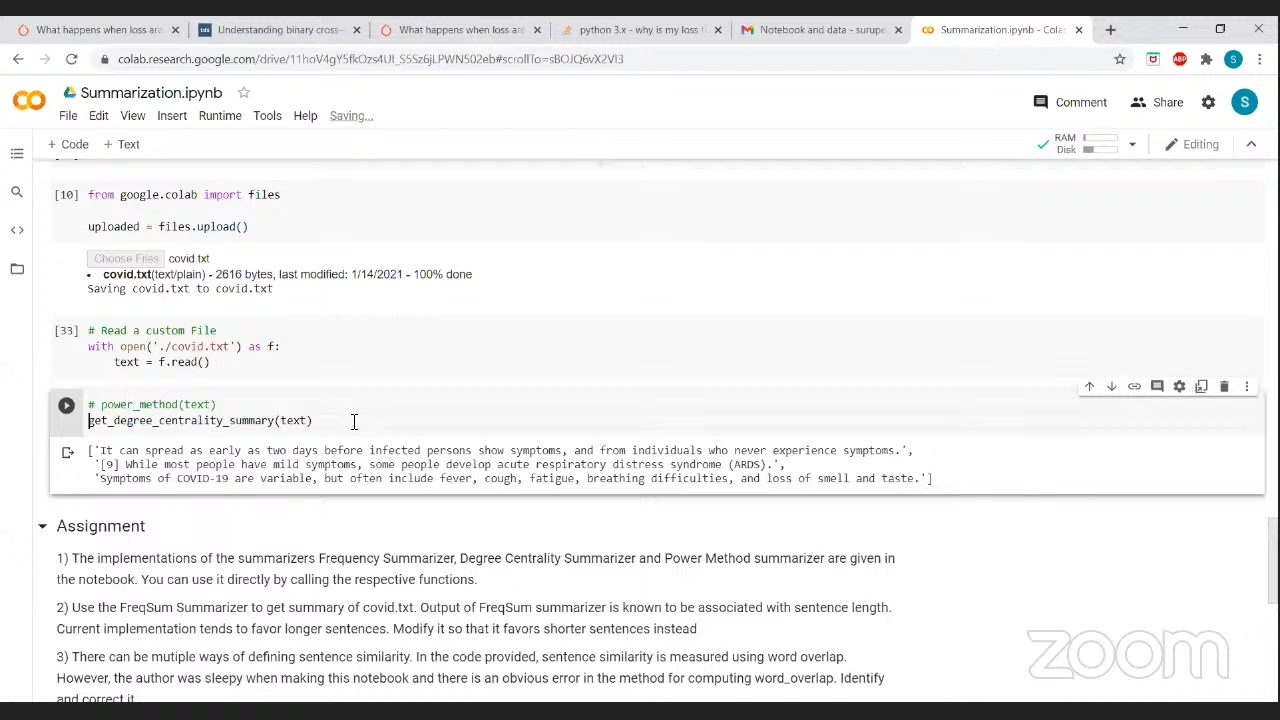 What happens when loss are
Understanding binary cross-
What happens when loss are
python 3.x - why is my loss f
Notebook and data - surupe
Summarization.ipynb - Colab
Summarization.ipynb
File Edit View Insert Runtime Tools Help Saving...
Comment Share S
+ Code + Text
RAM
Disk
Editing
[10] from google.colab import files
uploaded = files.upload()
Choose Files covid.txt
• covid.txt(text/plain) - 2616 bytes, last modified: 1/14/2021 - 100% done
Saving covid.txt to covid.txt
[33] # Read a custom File
with open('./covid.txt') as f:
text = f.read()
# power_method(text)
get_degree_centrality_summary(text)
['It can spread as early as two days before infected persons show symptoms, and from individuals who never experience symptoms.',
'[9] While most people have mild symptoms, some people develop acute respiratory distress syndrome (ARDS).',
'Symptoms of COVID-19 are variable, but often include fever, cough, fatigue, breathing difficulties, and loss of smell and taste.']
Assignment
1) The implementations of the summarizers Frequency Summarizer, Degree Centrality Summarizer and Power Method summarizer are given in
the notebook. You can use it directly by calling the respective functions.
2) Use the FreqSum Summarizer to get summary of covid.txt. Output of FreqSum summarizer is known to be associated with sentence length.
Current implementation tends to favor longer sentences. Modify it so that it favors shorter sentences instead
3) There can be mutiple ways of defining sentence similarity. In the code provided, sentence similarity is measured using word overlap.
However, the author was sleepy when making this notebook and there is an obvious error in the method for computing word_overlap. Identify
and correct it
zoom